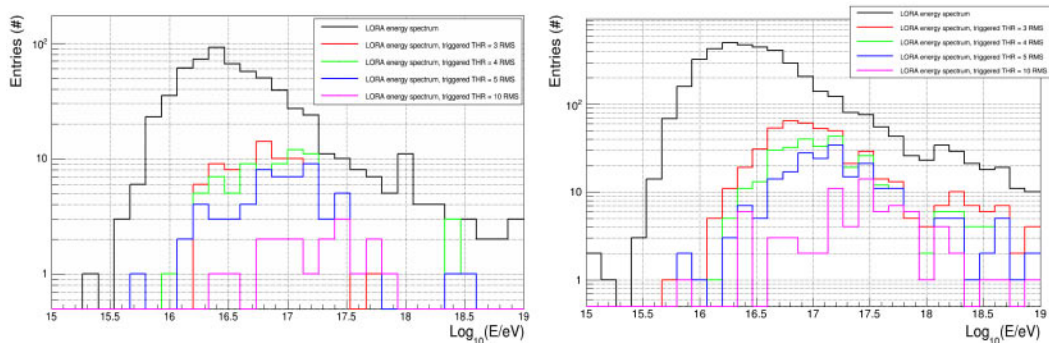 Entries (#)
10²
10
1
LORA energy spectrum
LORA energy spectrum, triggered THR = 3 RMS
LORA energy spectrum, triggered THR = 4 RMS
LORA energy spectrum, triggered THR = 5 RMS
LORA energy spectrum, triggered THR = 10 RMS
15 15.5 16 16.5 17 17.5 18 18.5 19
Log₁₀(E/eV)
Entries (#)
10²
10
1
LORA energy spectrum
LORA energy spectrum, triggered THR = 3 RMS
LORA energy spectrum, triggered THR = 4 RMS
LORA energy spectrum, triggered THR = 5 RMS
LORA energy spectrum, triggered THR = 10 RMS
15 15.5 16 16.5 17 17.5 18 18.5 19
Log₁₀(E/eV)